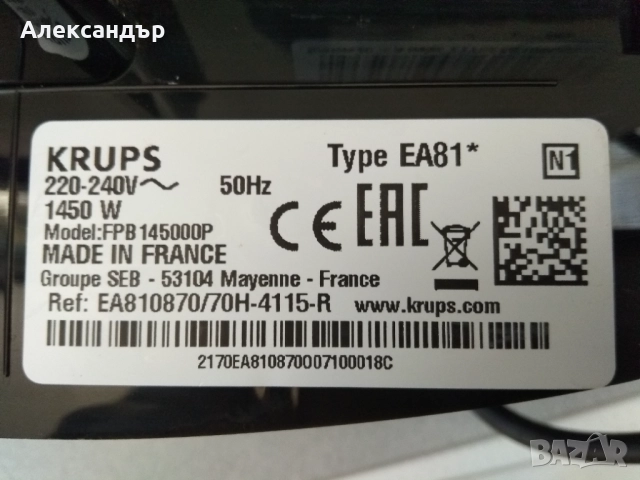 Александър
KRUPS Type EA81* N1
220-240V~ 50Hz
1450 W
Model:FPB145000P
MADE IN FRANCE
CE EAC
Groupe SEB - 53104 Mayenne - France
Ref: EA810870/70H-4115-R www.krups.com
2170EA810870007100018C
BAZAR